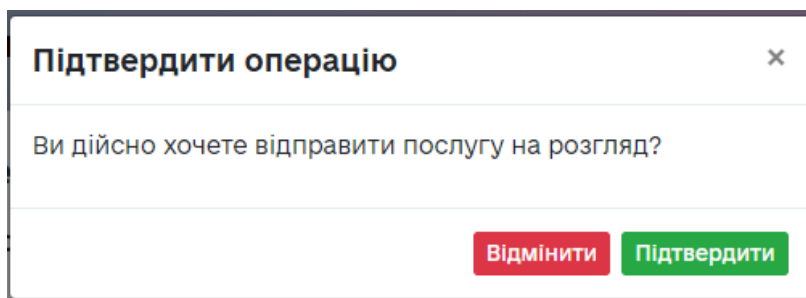 Підтвердити операцію ×
Ви дійсно хочете відправити послугу на розгляд?
Відмінити Підтвердити